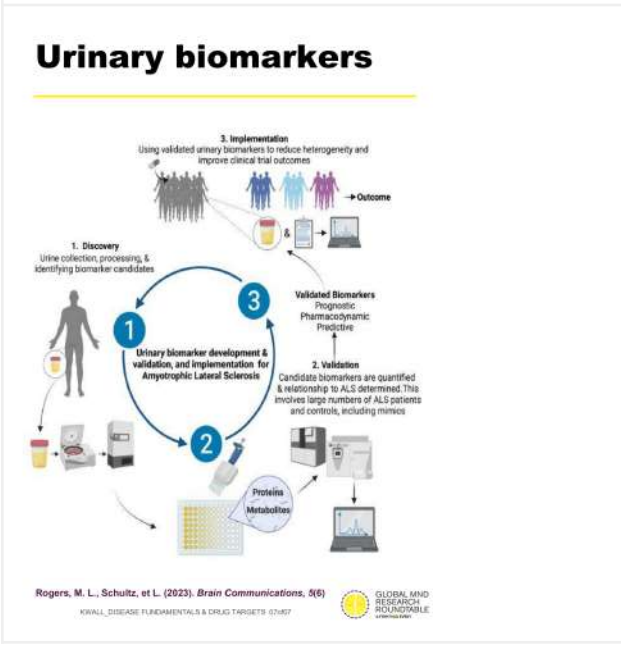 Urinary biomarkers
3. Implementation
Using validated urinary biomarkers to reduce heterogeneity and
improve clinical trial outcomes
Outcome
&
1. Discovery
Urine collection, processing, &
identifying biomarker candidates
3
1
Validated Biomarkers
Prognostic
Pharmacodynamic
Predictive
Urinary biomarker development &
validation, and implementation for
Amyotrophic Lateral Sclerosis
2. Validation
Candidate biomarkers are quantified
& relationship to ALS determined.This
involves large numbers of ALS patients
and controls, including mimics
2
Proteins
Metabolites
Rogers, M. L., Schultz, et L. (2023). Brain Communications, 5(6)
KWALL_DISEASE FUNDAMENTALS & DRUG TARGETS
GLOBAL MND
RESEARCH
ROUNDTABLE